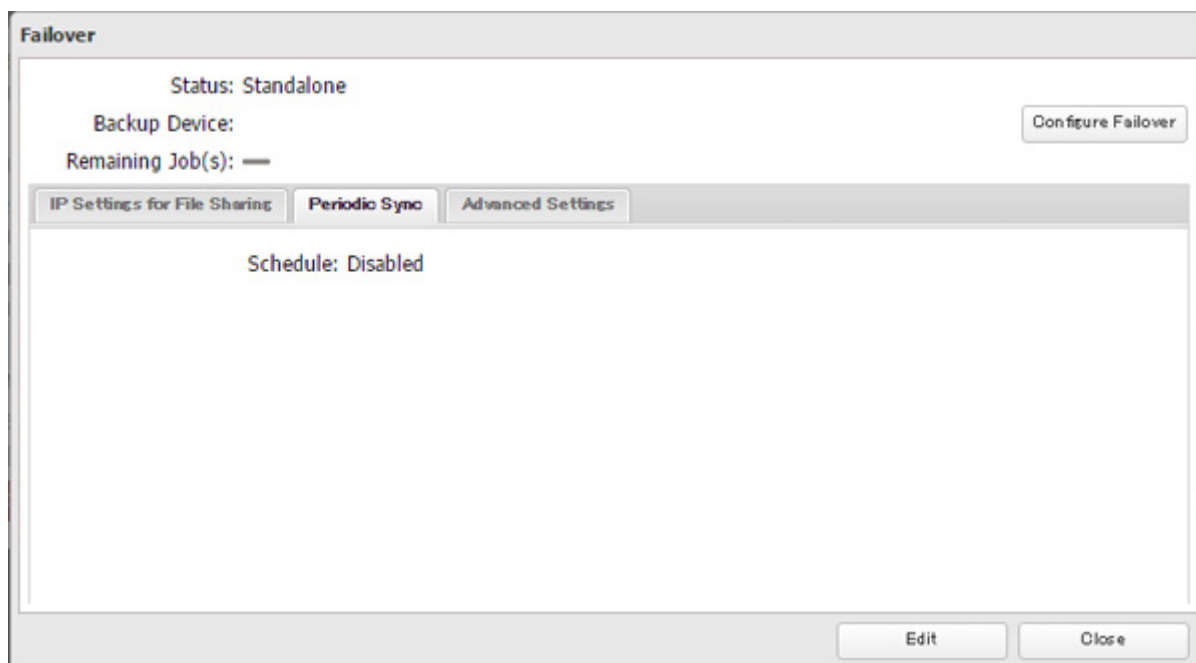 Failover
Status: Standalone
Backup Device:
Configure Failover
Remaining Job(s): —
IP Settings for File Sharing
Periodic Sync
Advanced Settings
Schedule: Disabled
Edit
Close